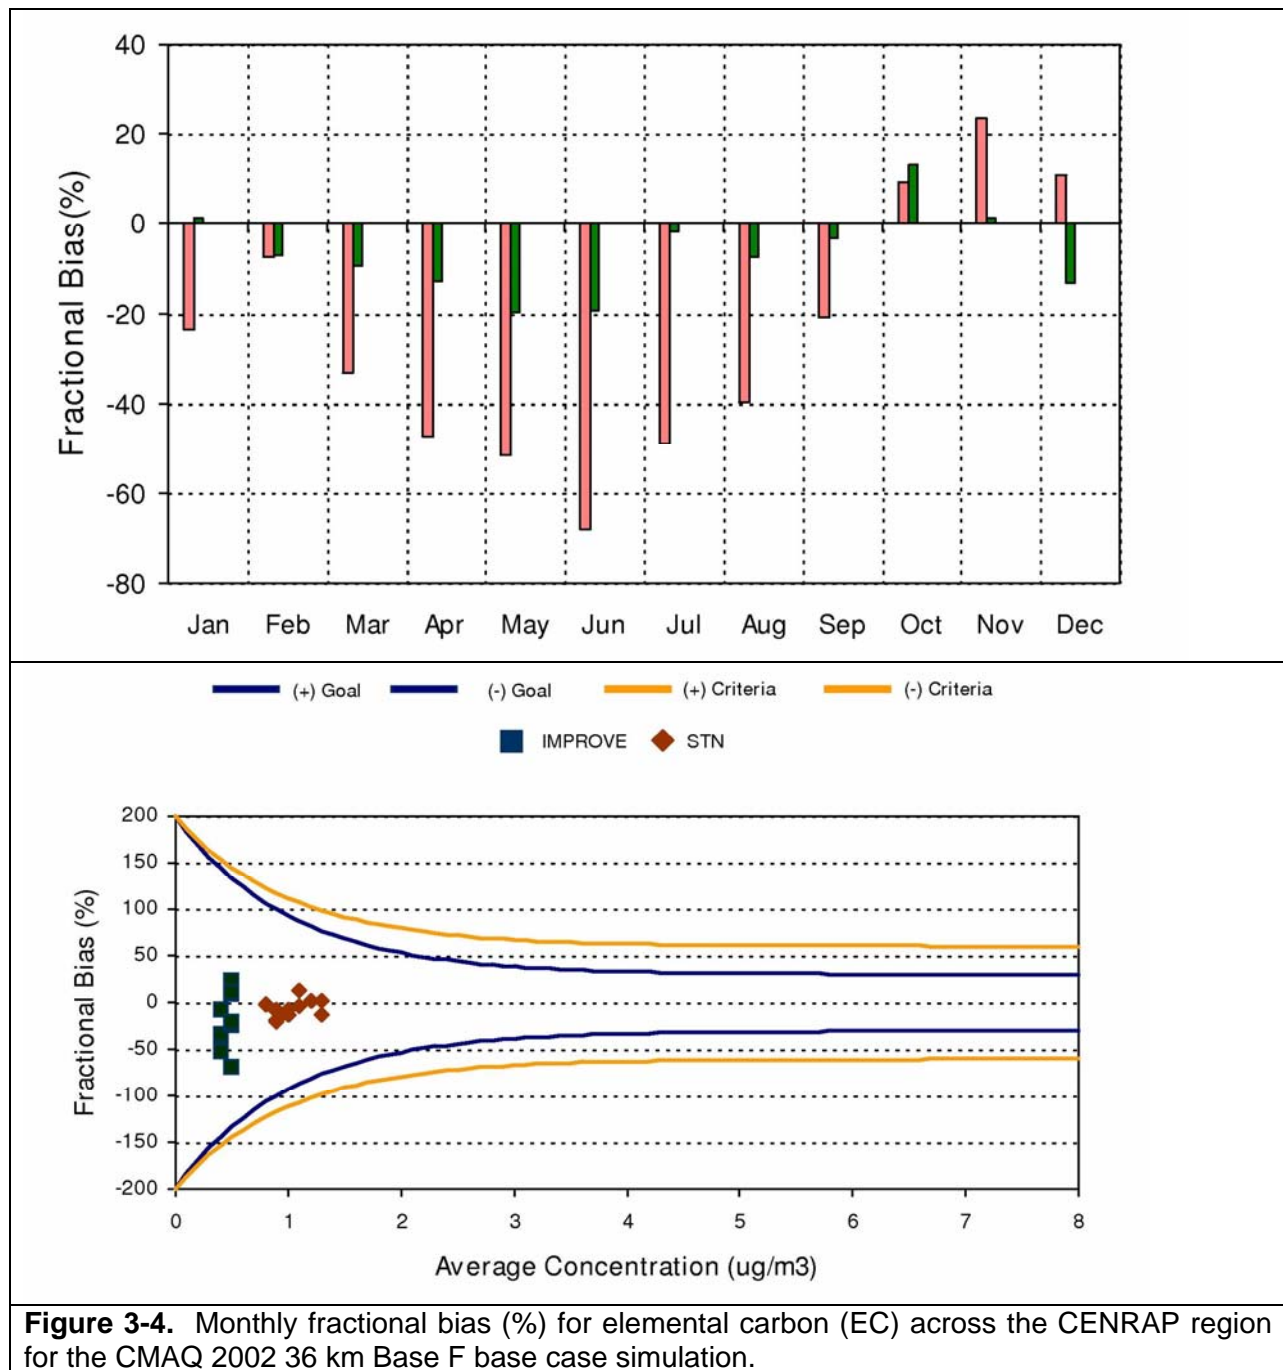 40
20
0
-20
-40
-60
-80
Fractional Bias(%)
Jan Feb Mar Apr May Jun Jul Aug Sep Oct Nov Dec
(+) Goal (-) Goal (+) Criteria (-) Criteria
IMPROVE STN
200
150
100
50
0
-50
-100
-150
-200
Fractional Bias (%)
0 1 2 3 4 5 6 7 8
Average Concentration (ug/m3)
Figure 3-4. Monthly fractional bias (%) for elemental carbon (EC) across the CENRAP region
for the CMAQ 2002 36 km Base F base case simulation.